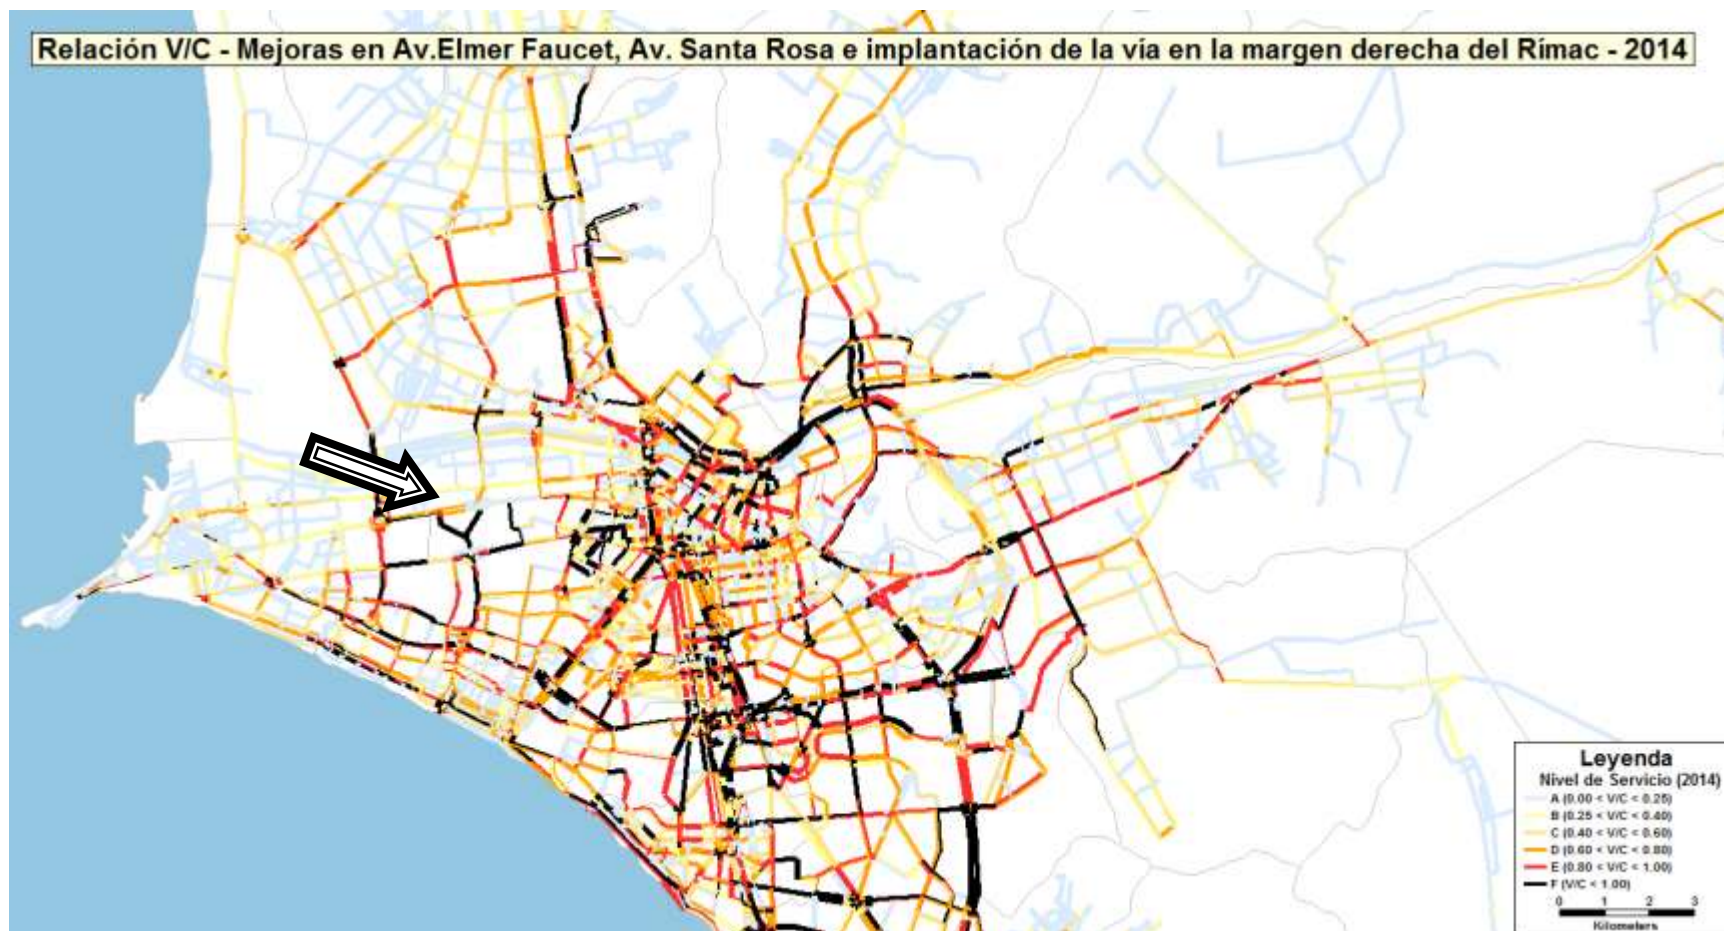 Relación V/C - Mejoras en Av.Elmer Faucet, Av. Santa Rosa e implantación de la vía en la margen derecha del Rímac - 2014
Leyenda
Nivel de Servicio (2014)
A (0.00 < V/C < 0.25)
B (0.25 < V/C < 0.40)
C (0.40 < V/C < 0.60)
D (0.60 < V/C < 0.80)
E (0.80 < V/C < 1.00)
F (V/C < 1.00)
0 1 2 3
Kilometers